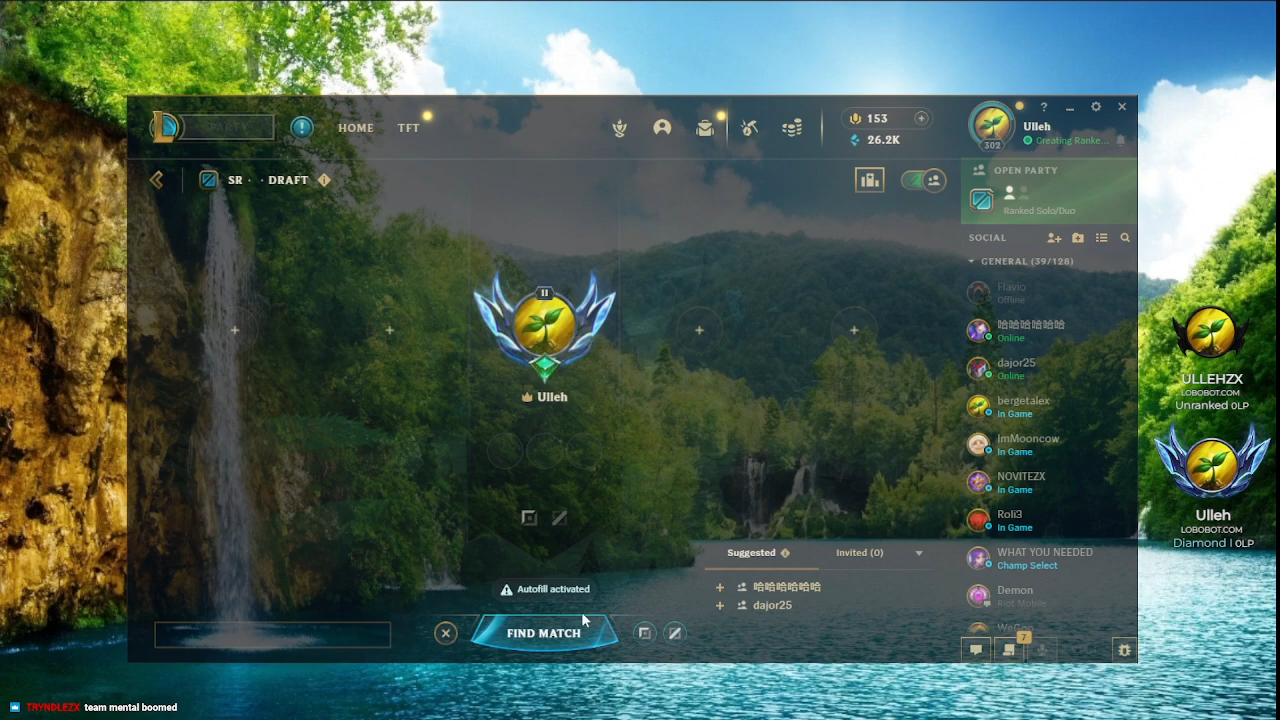 PARTY
HOME
TFT
153
26.2K
302
Ulleh
Creating Ranke...
SR · · DRAFT
OPEN PARTY
Ranked Solo/Duo
SOCIAL
GENERAL (39/128)
Flavio
Offline
哈哈哈哈哈哈
Online
dajor25
Online
bergetalex
In Game
ImMooncow
In Game
NOVITEZX
In Game
Roli3
In Game
WHAT YOU NEEDED
Champ Select
Demon
Riot Mobile
WeGon
7
II
Ulleh
Autofill activated
FIND MATCH
Suggested
Invited (0)
哈哈哈哈哈哈
dajor25
ULLEHZX
LOBOBOT.COM
Unranked 0LP
Ulleh
LOBOBOT.COM
Diamond I 0LP
TRYNDLEZX team mental boomed